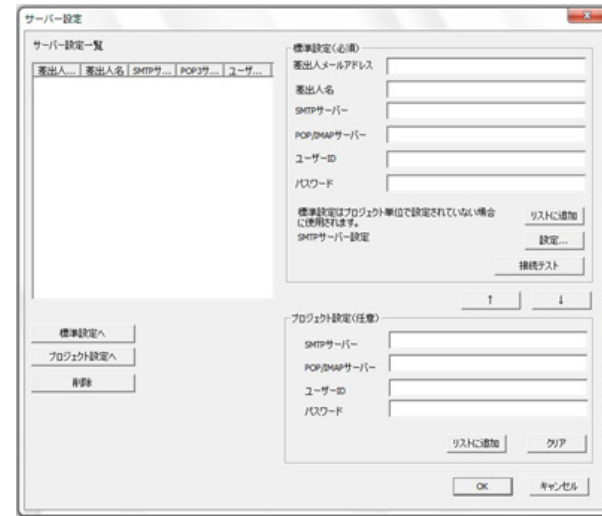 サーバー設定
サーバー設定一覧
差出人... 差出人名 SMTPサ... POP3サ... ユーザ...
標準設定へ
プロジェクト設定へ
削除
標準設定(必須)
差出人メールアドレス
差出人名
SMTPサーバー
POP/IMAPサーバー
ユーザーID
パスワード
標準設定はプロジェクト単位で設定されていない場合
に使用されます。
リストに追加
SMTPサーバー設定
設定...
接続テスト
↑ ↓
プロジェクト設定(任意)
SMTPサーバー
POP/IMAPサーバー
ユーザーID
パスワード
リストに追加 クリア
OK キャンセル